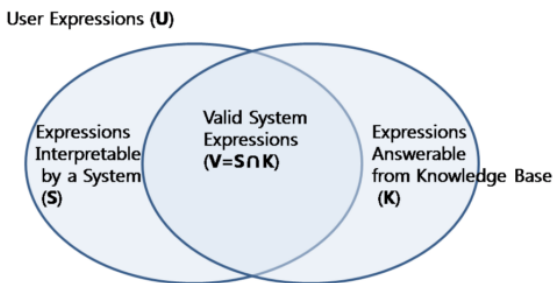 User Expressions (U)
Expressions
Interpretable
by a System
(S)
Valid System
Expressions
(V=S∩K)
Expressions
Answerable
from Knowledge Base
(K)